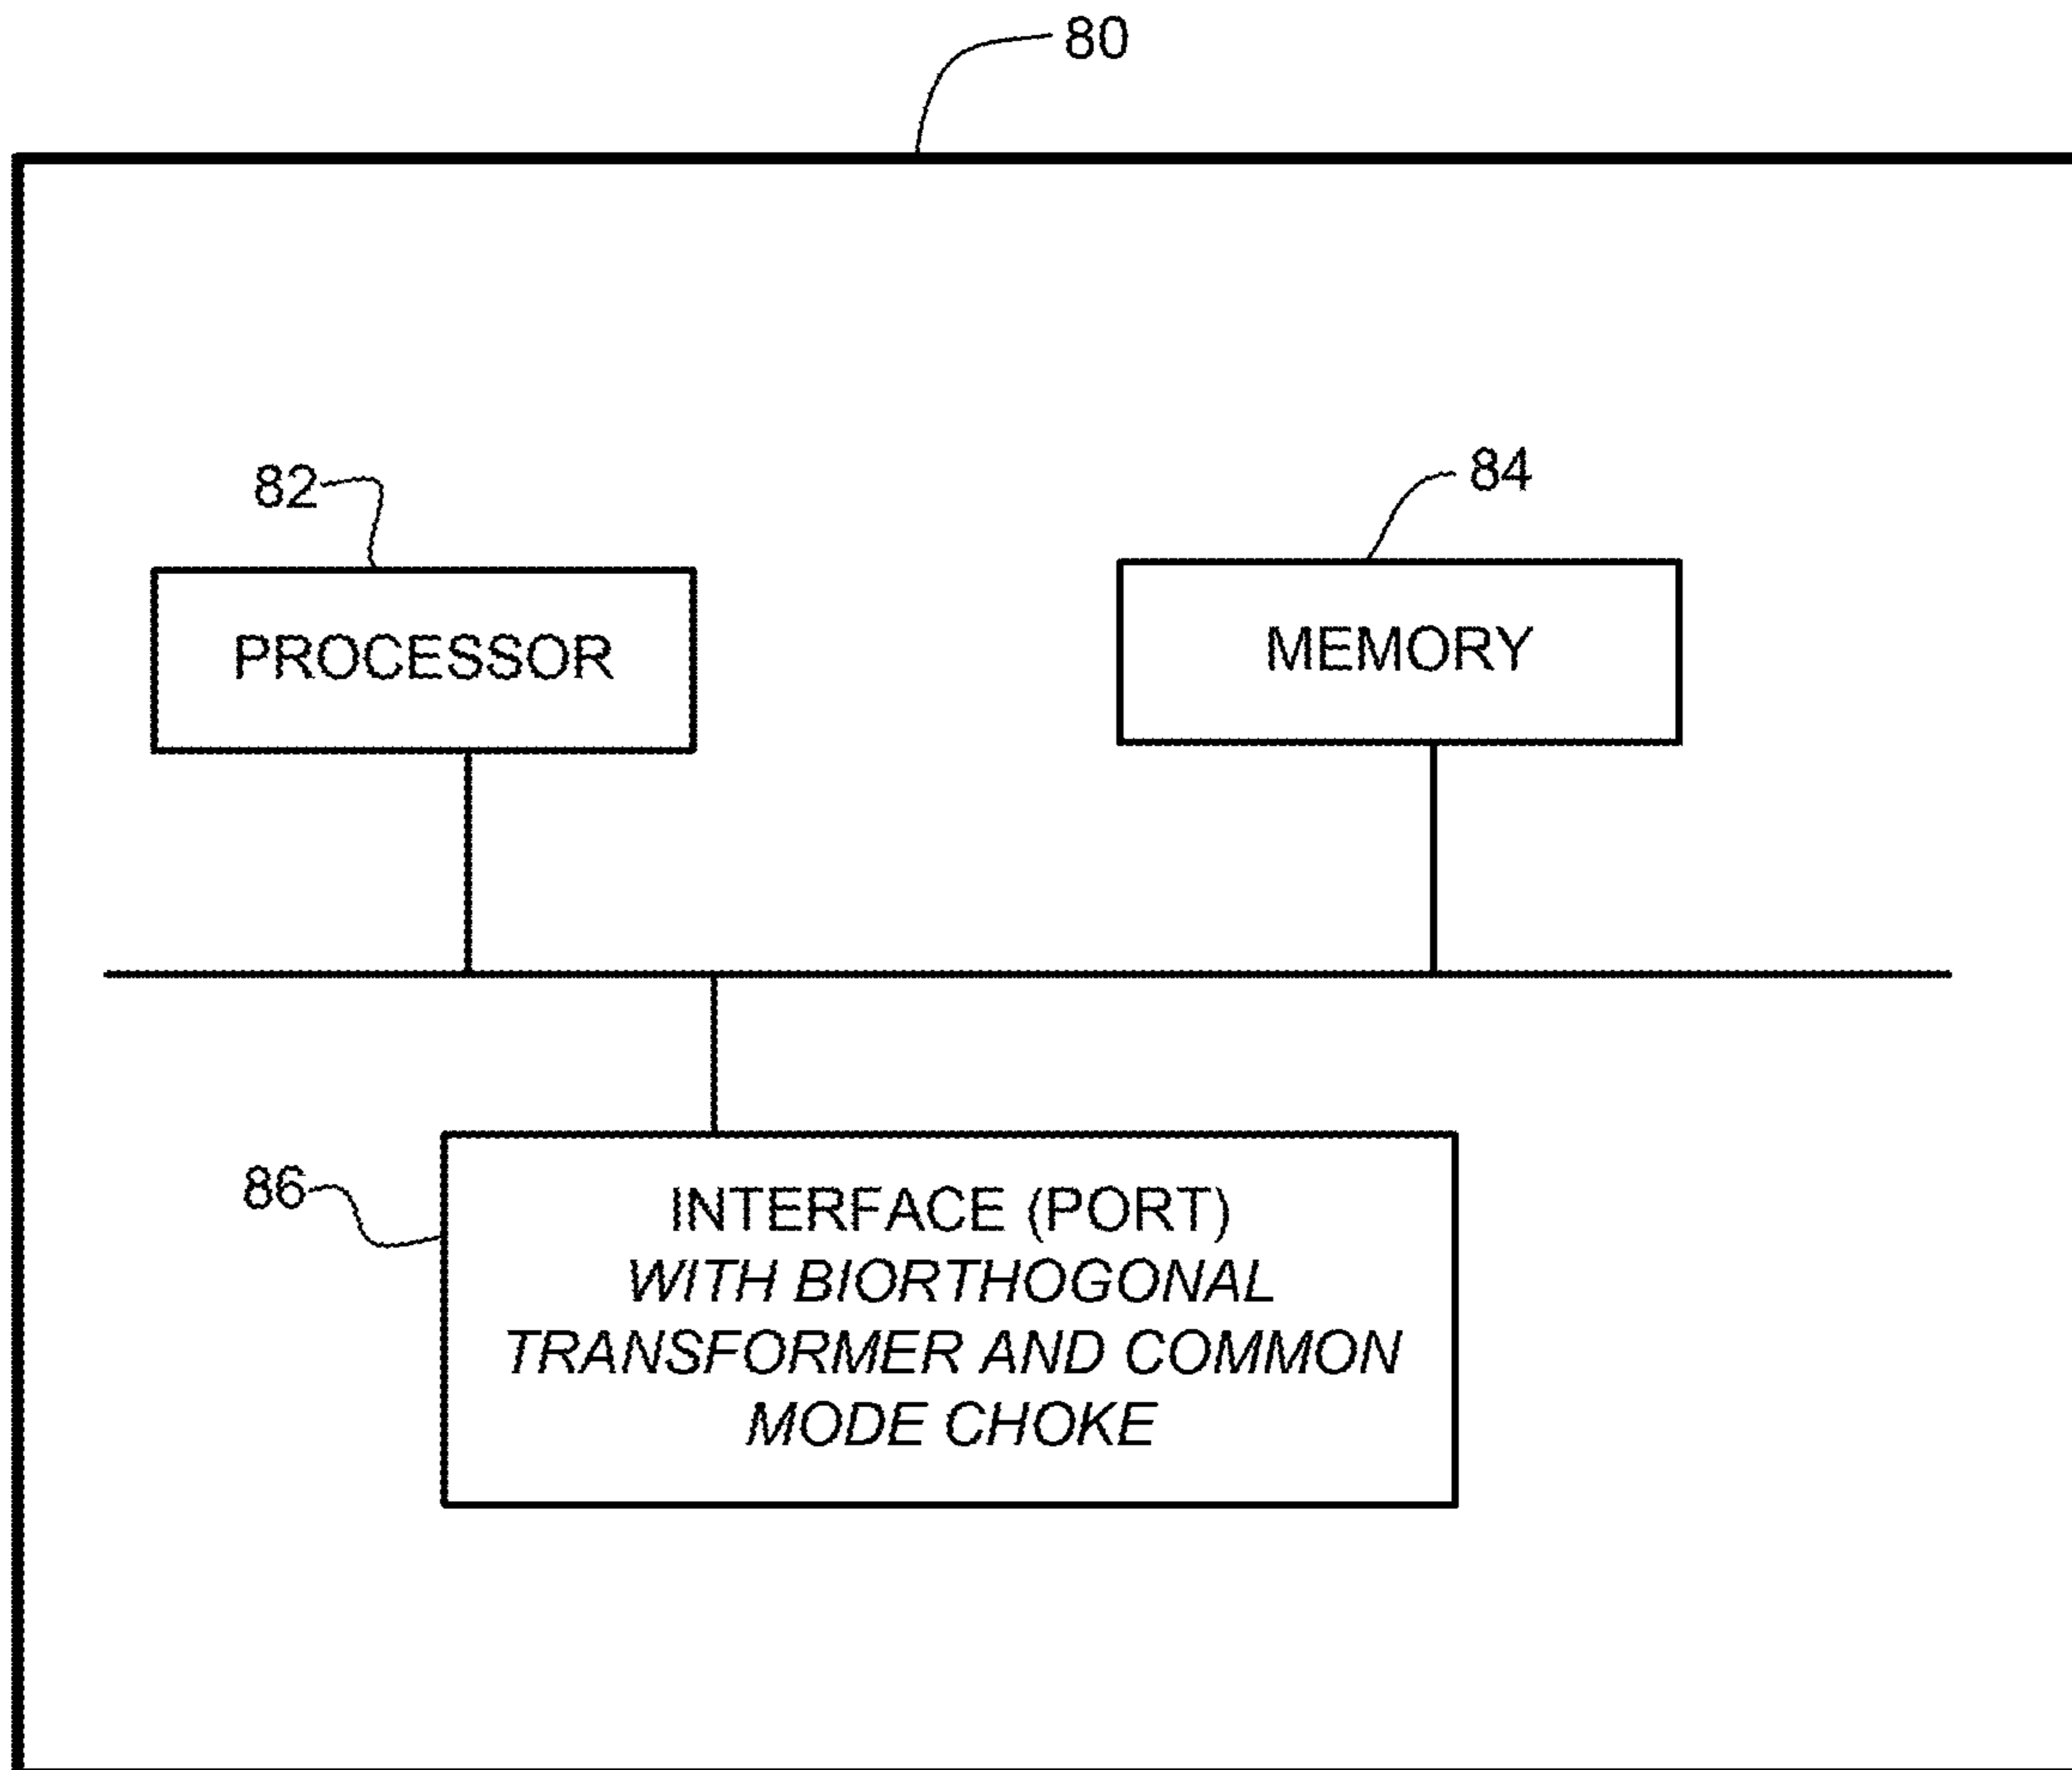 80
82
84
PROCESSOR
MEMORY
86
INTERFACE (PORT)
WITH BIORTHOGONAL
TRANSFORMER AND COMMON
MODE CHOKE